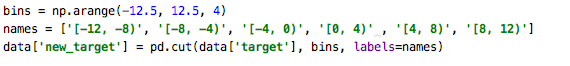 bins = np.arange(-12.5, 12.5, 4)
names = ['[-12, -8)', '[-8, -4)', '[-4, 0)', '[0, 4)' , '[4, 8)', '[8, 12)']
data['new_target'] = pd.cut(data['target'], bins, labels=names)